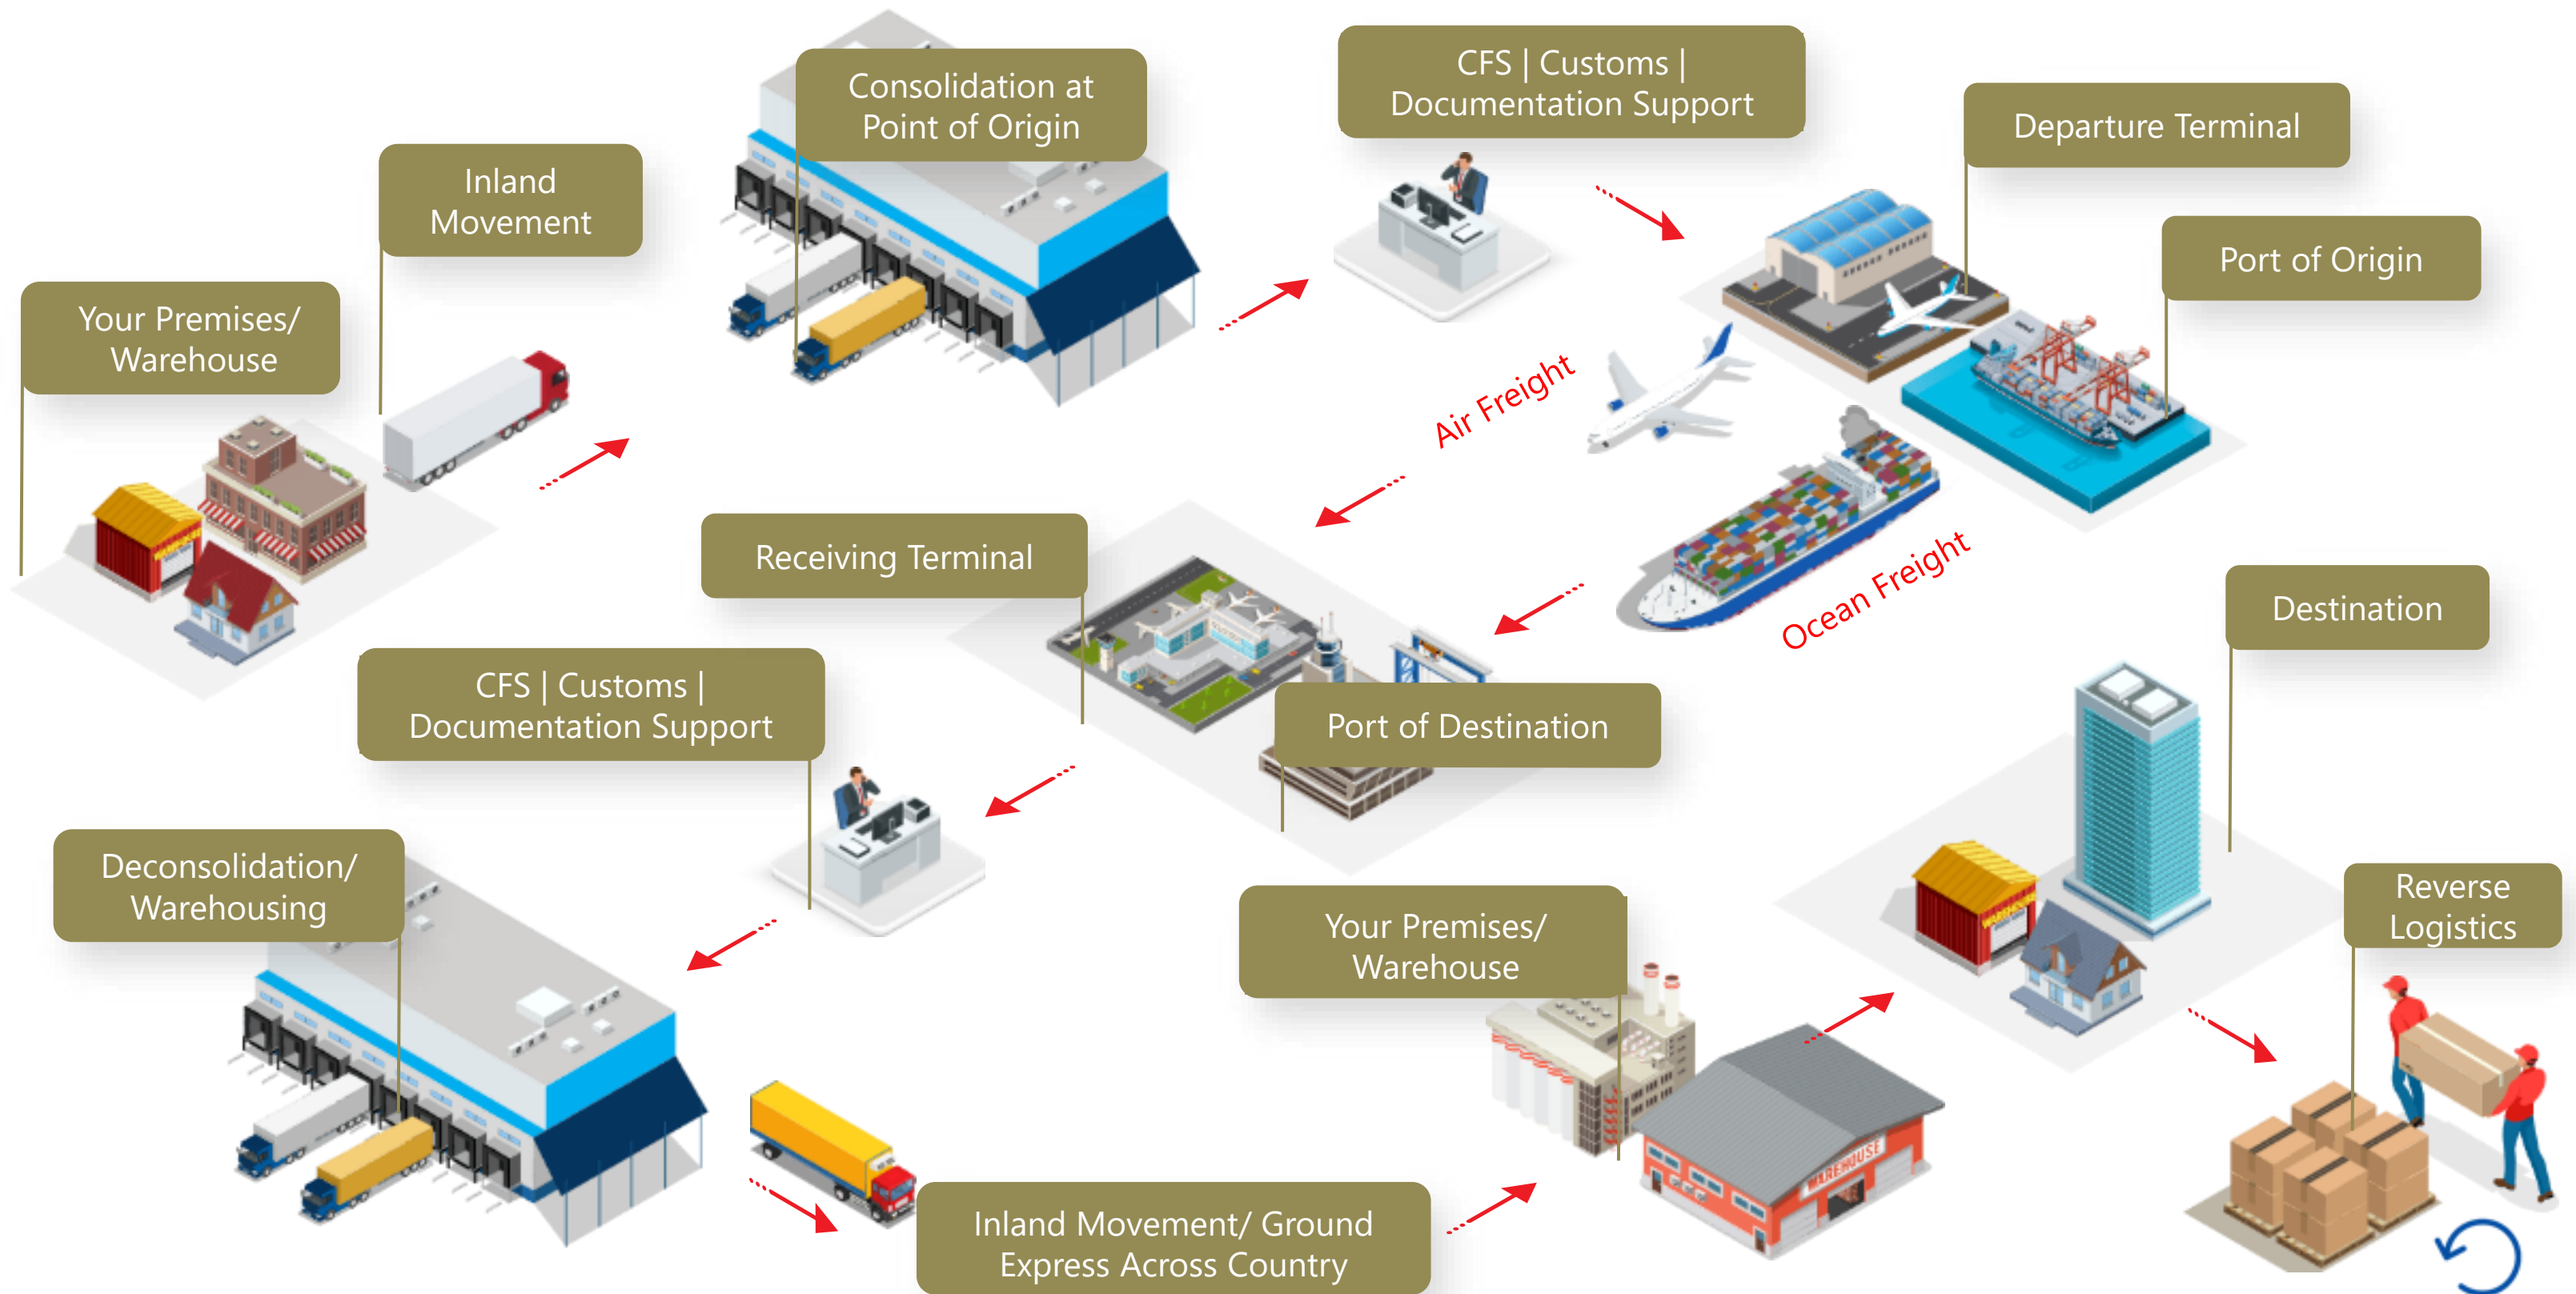 Your Premises/
Warehouse
Inland
Movement
Consolidation at
Point of Origin
CFS | Customs |
Documentation Support
Departure Terminal
Port of Origin
Air Freight
Ocean Freight
Receiving Terminal
Port of Destination
CFS | Customs |
Documentation Support
Deconsolidation/
Warehousing
Inland Movement/ Ground
Express Across Country
Your Premises/
Warehouse
WAREHOUSE
Destination
Reverse
Logistics